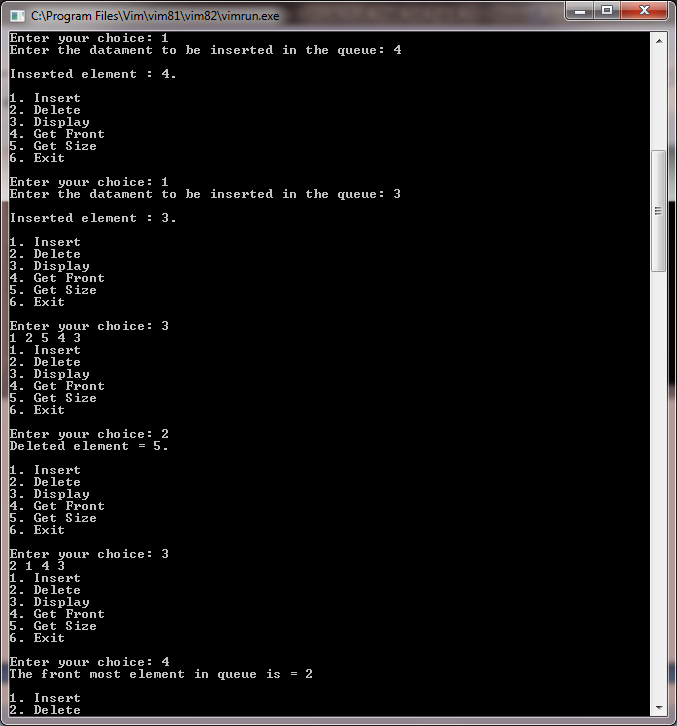 C:\Program Files\Vim\vim81\vim82\vimrun.exe
Enter your choice: 1
Enter the datament to be inserted in the queue: 4
Inserted element : 4.
1. Insert
2. Delete
3. Display
4. Get Front
5. Get Size
6. Exit
Enter your choice: 1
Enter the datament to be inserted in the queue: 3
Inserted element : 3.
1. Insert
2. Delete
3. Display
4. Get Front
5. Get Size
6. Exit
Enter your choice: 3
1 2 5 4 3
1. Insert
2. Delete
3. Display
4. Get Front
5. Get Size
6. Exit
Enter your choice: 2
Deleted element = 5.
1. Insert
2. Delete
3. Display
4. Get Front
5. Get Size
6. Exit
Enter your choice: 3
2 1 4 3
1. Insert
2. Delete
3. Display
4. Get Front
5. Get Size
6. Exit
Enter your choice: 4
The front most element in queue is = 2
1. Insert
2. Delete